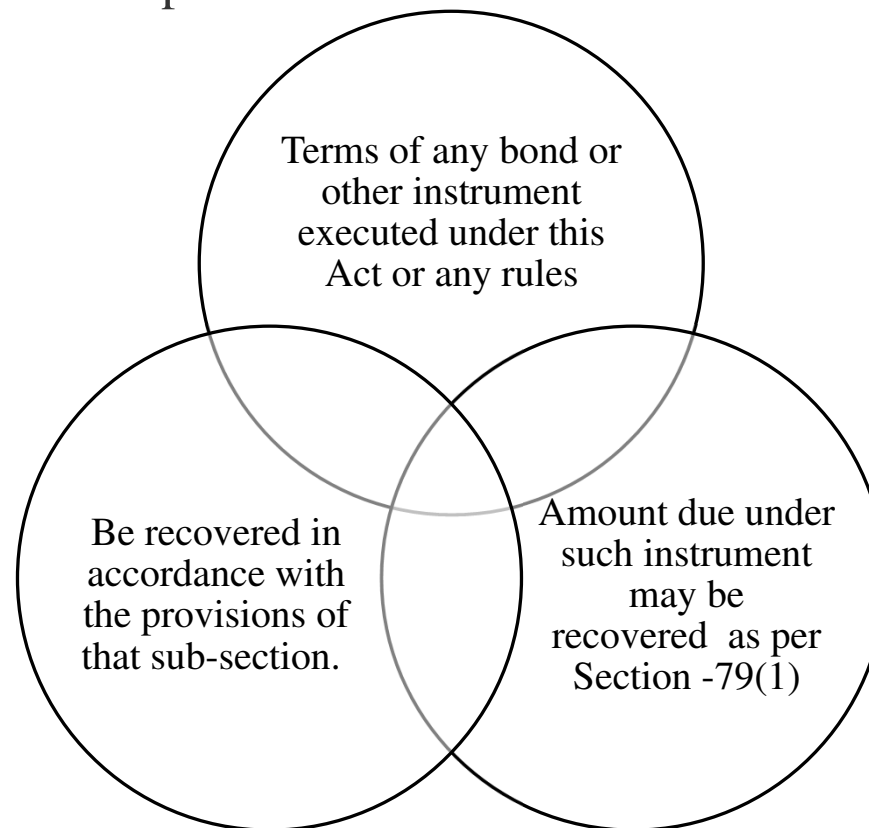 Terms of any bond or
other instrument
executed under this
Act or any rules
Be recovered in
accordance with
the provisions of
that sub-section.
Amount due under
such instrument
may be
recovered as per
Section -79(1)